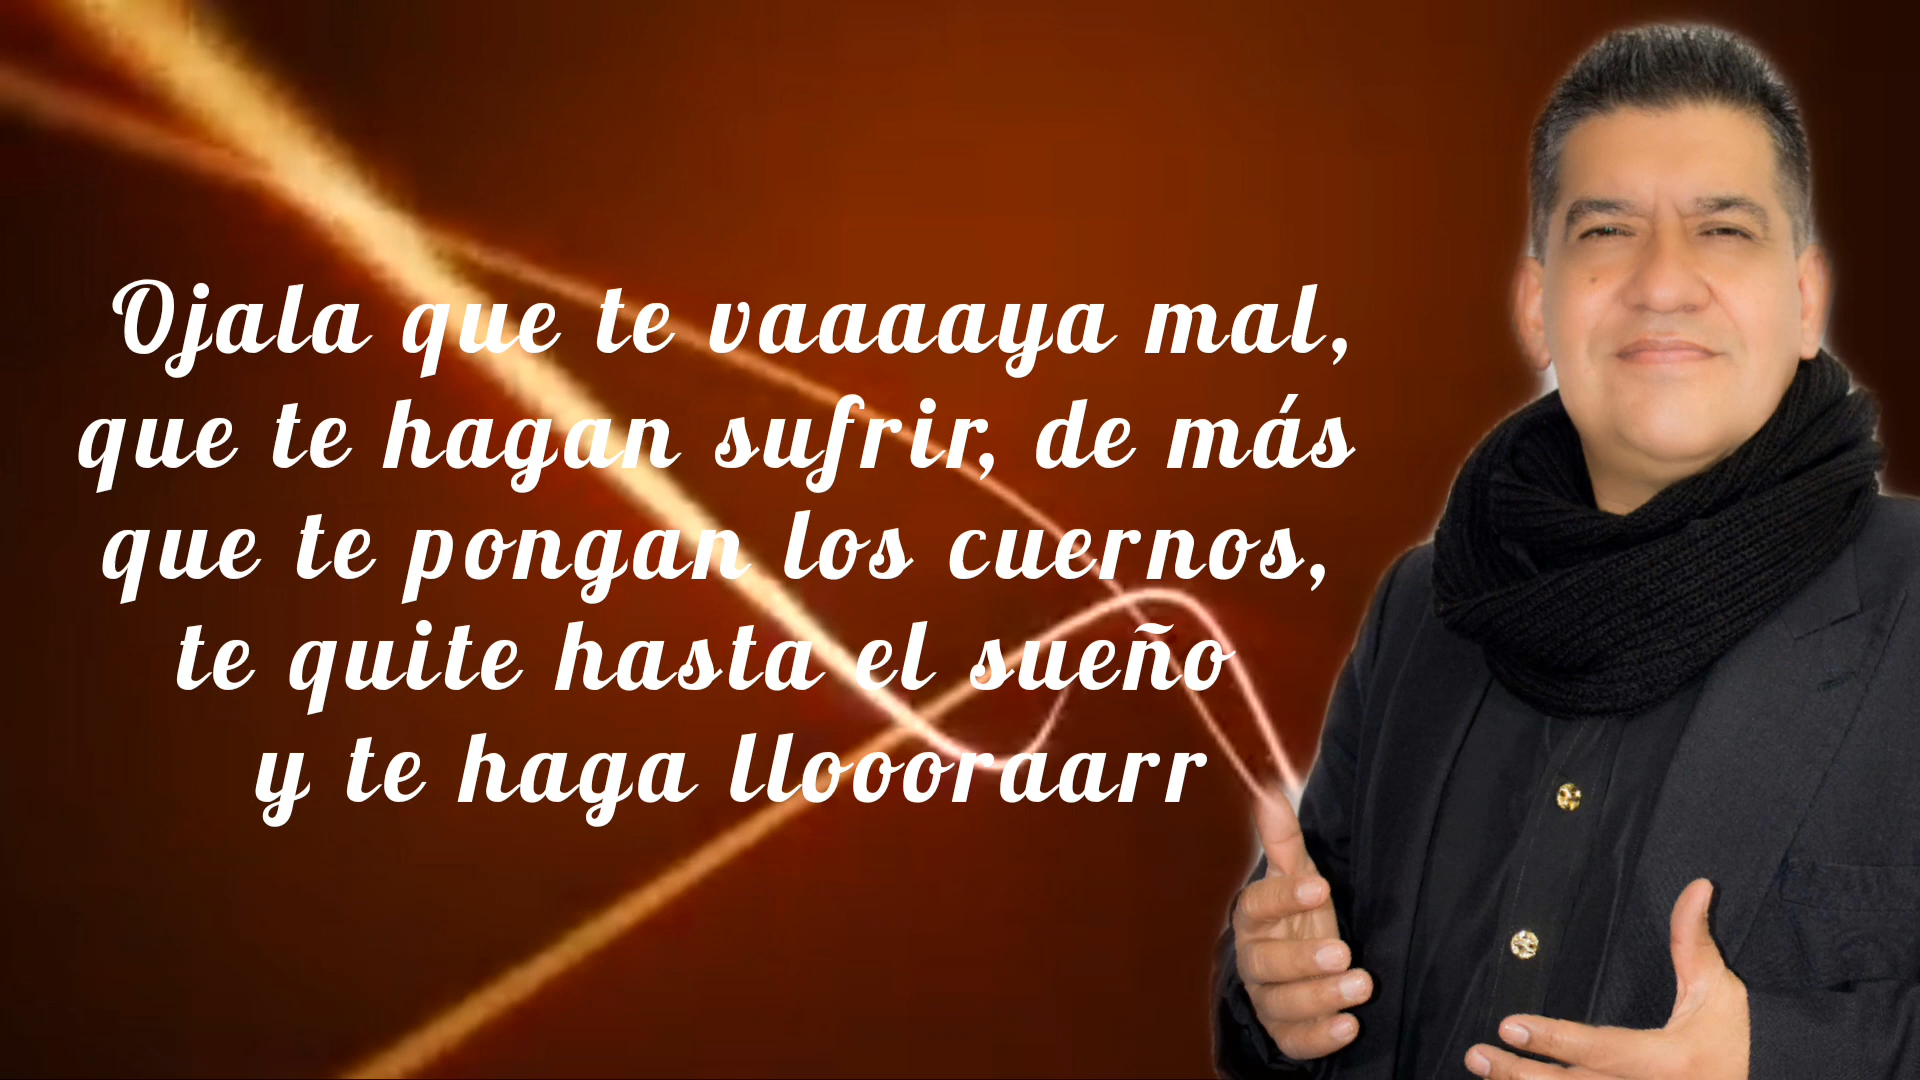 Ojala que te vaaaaya mal,
que te hagan sufrir, de más
que te pongan los cuernos,
te quite hasta el sueño
y te haga lloooraarr